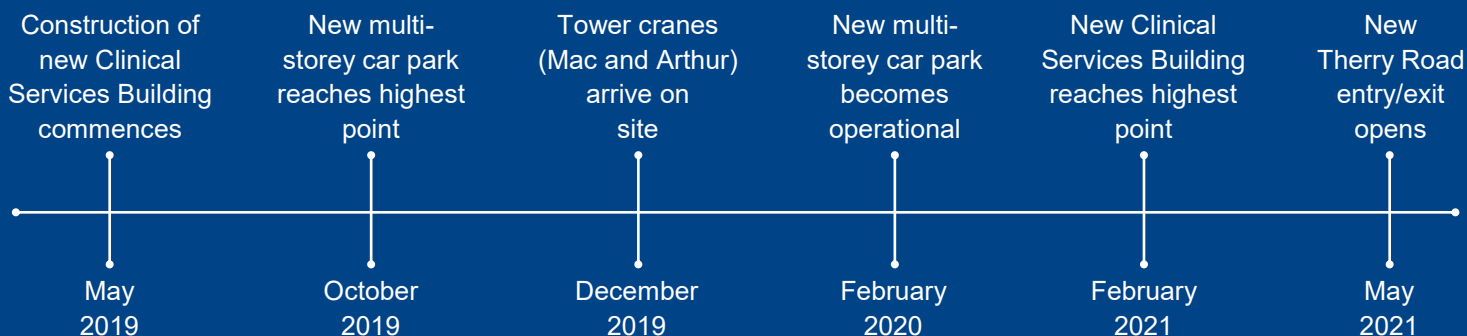 Construction of
new Clinical
Services Building
commences
May
2019
New multi-
storey car park
reaches highest
point
October
2019
Tower cranes
(Mac and Arthur)
arrive on
site
December
2019
New multi-
storey car park
becomes
operational
February
2020
New Clinical
Services Building
reaches highest
point
February
2021
New
Therry Road
entry/exit
opens
May
2021